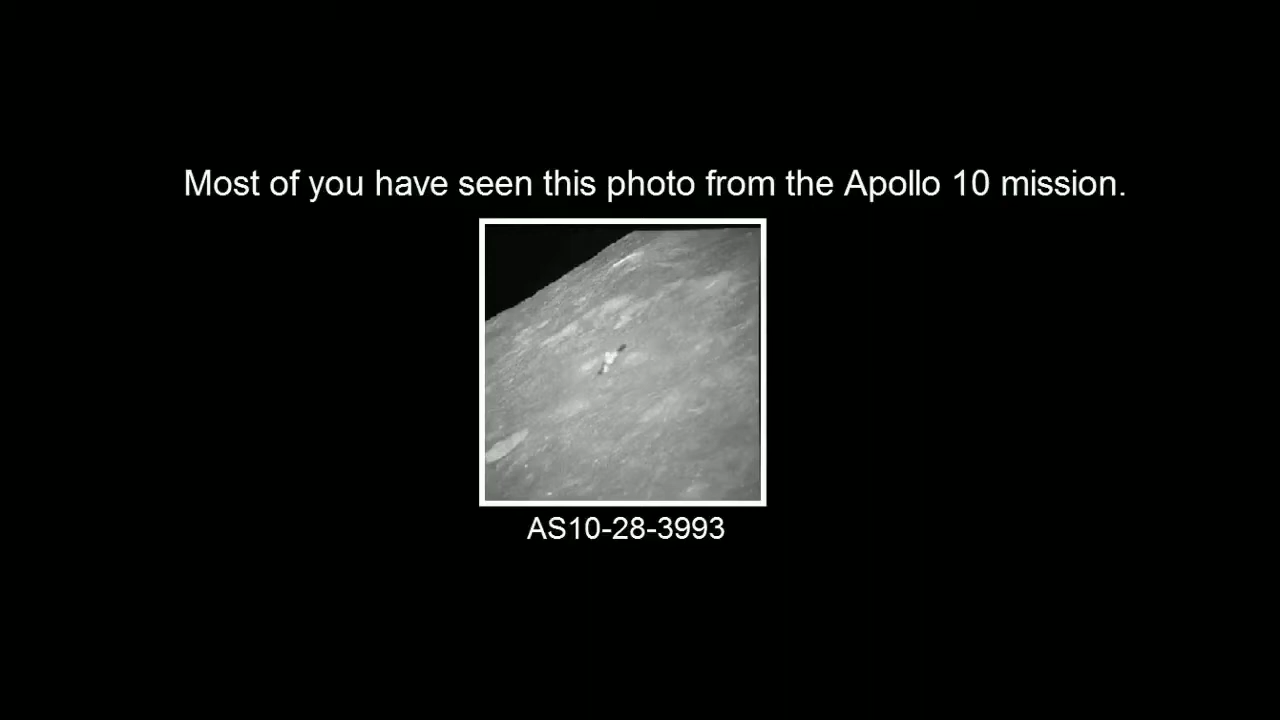 Most of you have seen this photo from the Apollo 10 mission.
AS10-28-3993